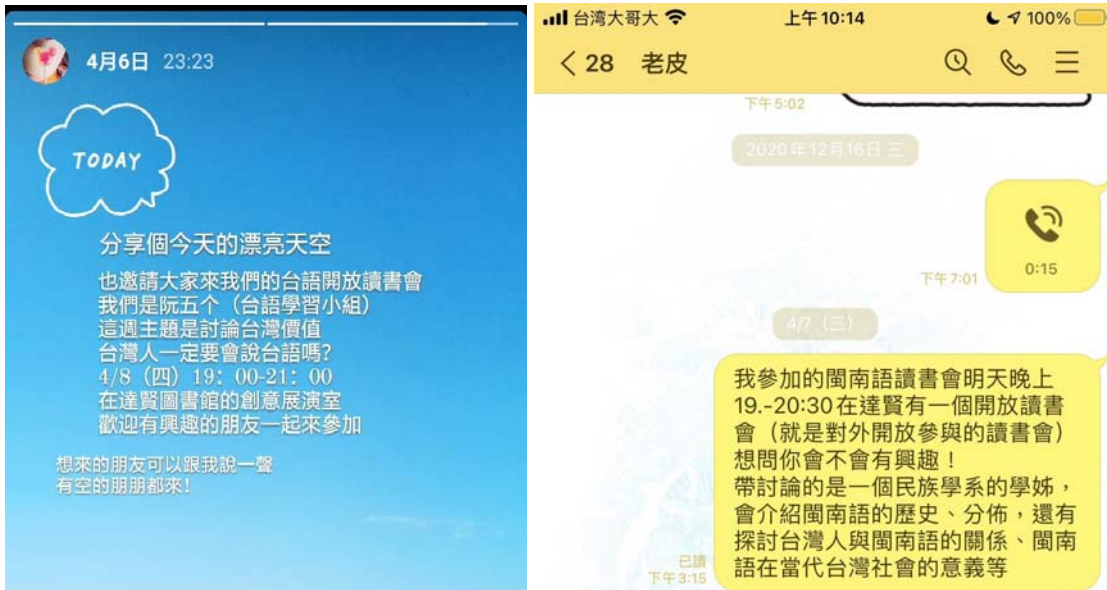 4月6日 23:23
TODAY
分享個今天的漂亮天空
也邀請大家來我們的台語開放讀書會
我們是阮五个（台語學習小組）
這週主題是討論台灣價值
台灣人一定要會說台語嗎？
4/8（四）19：00-21：00
在達賢圖書館的創意展演室
歡迎有興趣的朋友一起來參加
想來的朋友可以跟我說一聲
有空的朋朋都來！
台湾大哥大 上午10:14 100%
28 老皮
下午5:02
2020年12月16日 三
0:15
下午7:01
4/7（三）
我參加的閩南語讀書會明天晚上
19.-20:30在達賢有一個開放讀書
會（就是對外開放參與的讀書會）
想問你會不會有興趣！
帶討論的是一個民族學系的學姊，
會介紹閩南語的歷史、分佈，還有
探討台灣人與閩南語的關係、閩南
語在當代台灣社會的意義等
已讀
下午3:15